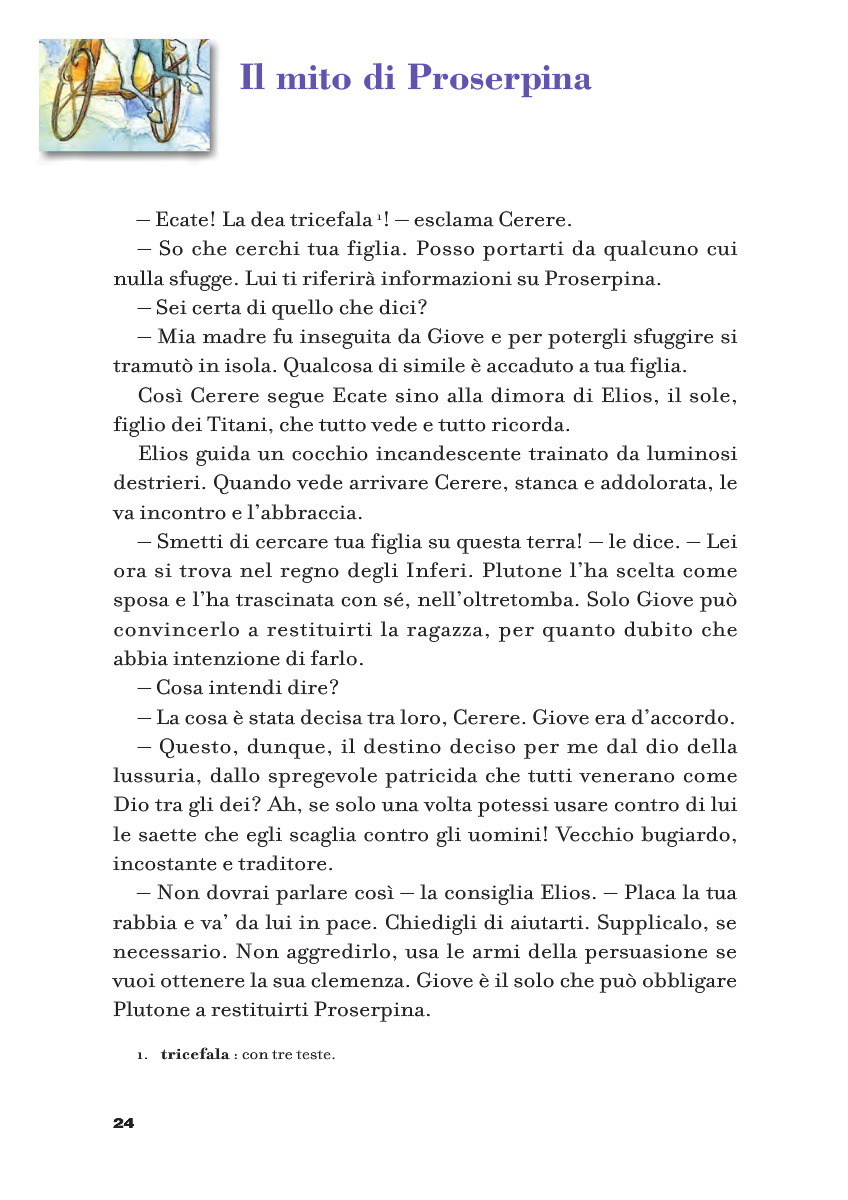 Il mito di Proserpina
– Ecate! La dea tricefala ¹! – esclama Cerere.
– So che cerchi tua figlia. Posso portarti da qualcuno cui
nulla sfugge. Lui ti riferirà informazioni su Proserpina.
– Sei certa di quello che dici?
– Mia madre fu inseguita da Giove e per potergli sfuggire si
tramutò in isola. Qualcosa di simile è accaduto a tua figlia.
Così Cerere segue Ecate sino alla dimora di Elios, il sole,
figlio dei Titani, che tutto vede e tutto ricorda.
Elios guida un cocchio incandescente trainato da luminosi
destrieri. Quando vede arrivare Cerere, stanca e addolorata, le
va incontro e l’abbraccia.
– Smetti di cercare tua figlia su questa terra! – le dice. – Lei
ora si trova nel regno degli Inferi. Plutone l’ha scelta come
sposa e l’ha trascinata con sé, nell’oltretomba. Solo Giove può
convincerlo a restituirti la ragazza, per quanto dubito che
abbia intenzione di farlo.
– Cosa intendi dire?
– La cosa è stata decisa tra loro, Cerere. Giove era d’accordo.
– Questo, dunque, il destino deciso per me dal dio della
lussuria, dallo spregevole patricida che tutti venerano come
Dio tra gli dei? Ah, se solo una volta potessi usare contro di lui
le saette che egli scaglia contro gli uomini! Vecchio bugiardo,
incostante e traditore.
– Non dovrai parlare così – la consiglia Elios. – Placa la tua
rabbia e va’ da lui in pace. Chiedigli di aiutarti. Supplicalo, se
necessario. Non aggredirlo, usa le armi della persuasione se
vuoi ottenere la sua clemenza. Giove è il solo che può obbligare
Plutone a restituirti Proserpina.
1. tricefala : con tre teste.
24